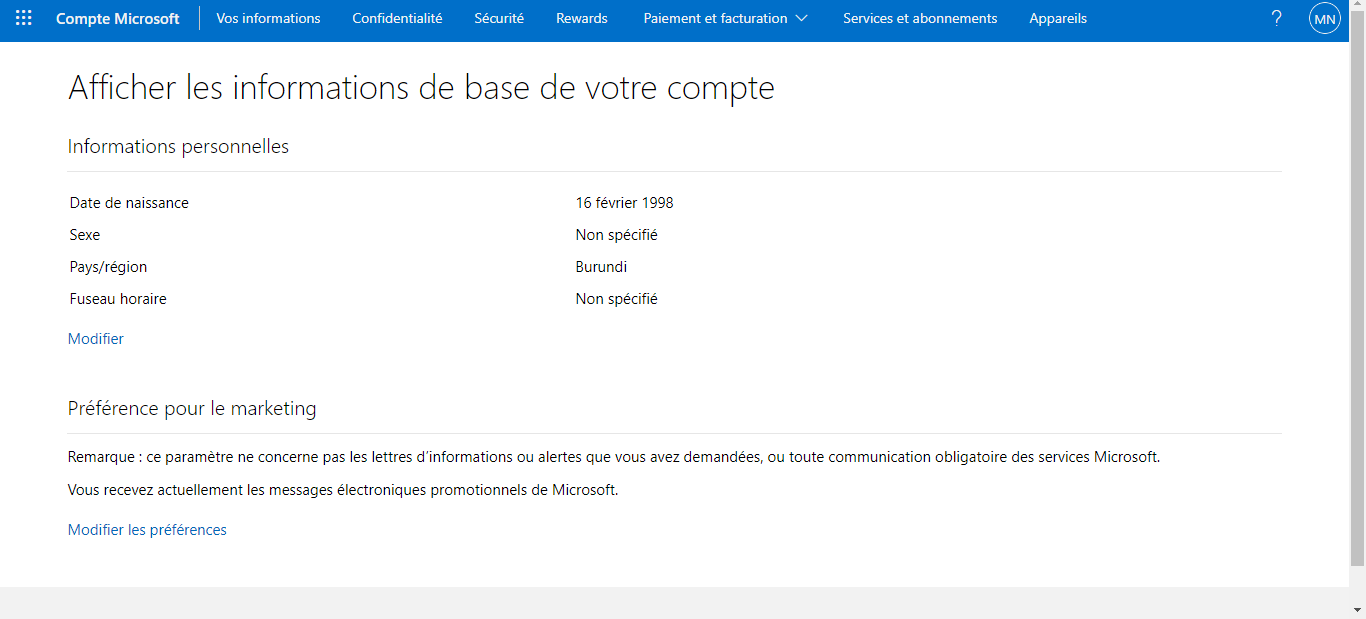 Compte Microsoft Vos informations Confidentialité Sécurité Rewards Paiement et facturation Services et abonnements Appareils ? MN
Afficher les informations de base de votre compte
Informations personnelles
Date de naissance 16 février 1998
Sexe Non spécifié
Pays/région Burundi
Fuseau horaire Non spécifié
Modifier
Préférence pour le marketing
Remarque : ce paramètre ne concerne pas les lettres d'informations ou alertes que vous avez demandées, ou toute communication obligatoire des services Microsoft.
Vous recevez actuellement les messages électroniques promotionnels de Microsoft.
Modifier les préférences